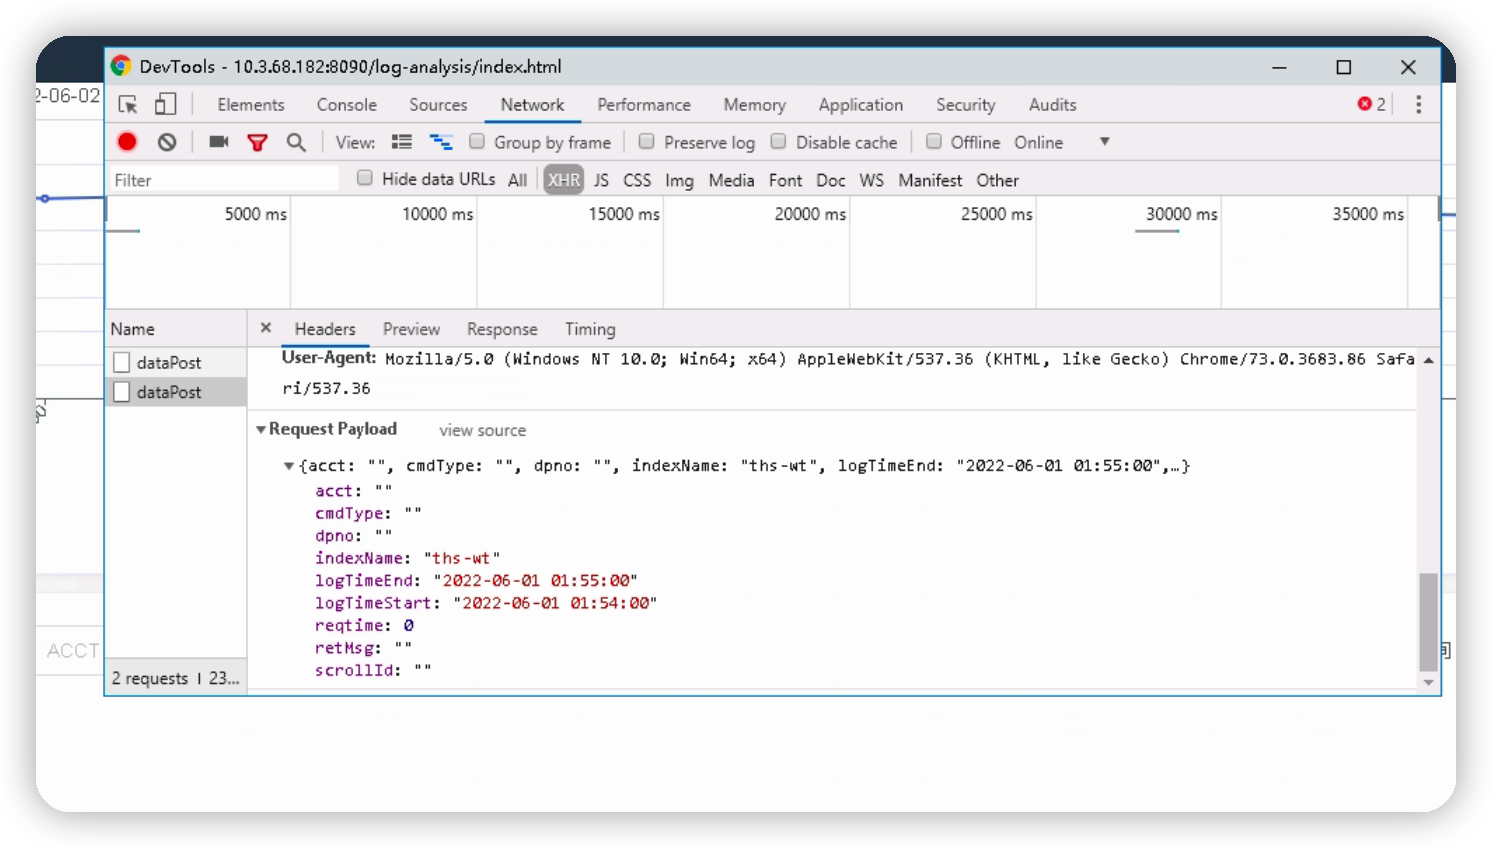 DevTools - 10.3.68.182:8090/log-analysis/index.html
2-06-02
Elements Console Sources Network Performance Memory Application Security Audits 2
View: Group by frame Preserve log Disable cache Offline Online
Filter Hide data URLs All XHR JS CSS Img Media Font Doc WS Manifest Other
5000 ms 10000 ms 15000 ms 20000 ms 25000 ms 30000 ms 35000 ms
Name Headers Preview Response Timing
dataPost
dataPost
User-Agent: Mozilla/5.0 (Windows NT 10.0; Win64; x64) AppleWebKit/537.36 (KHTML, like Gecko) Chrome/73.0.3683.86 Safa
ri/537.36
Request Payload view source
{acct: "", cmdType: "", dpno: "", indexName: "ths-wt", logTimeEnd: "2022-06-01 01:55:00",…}
acct: ""
cmdType: ""
dpno: ""
indexName: "ths-wt"
logTimeEnd: "2022-06-01 01:55:00"
logTimeStart: "2022-06-01 01:54:00"
reqtime: 0
retMsg: ""
scrollId: ""
ACCT
2 requests | 23...